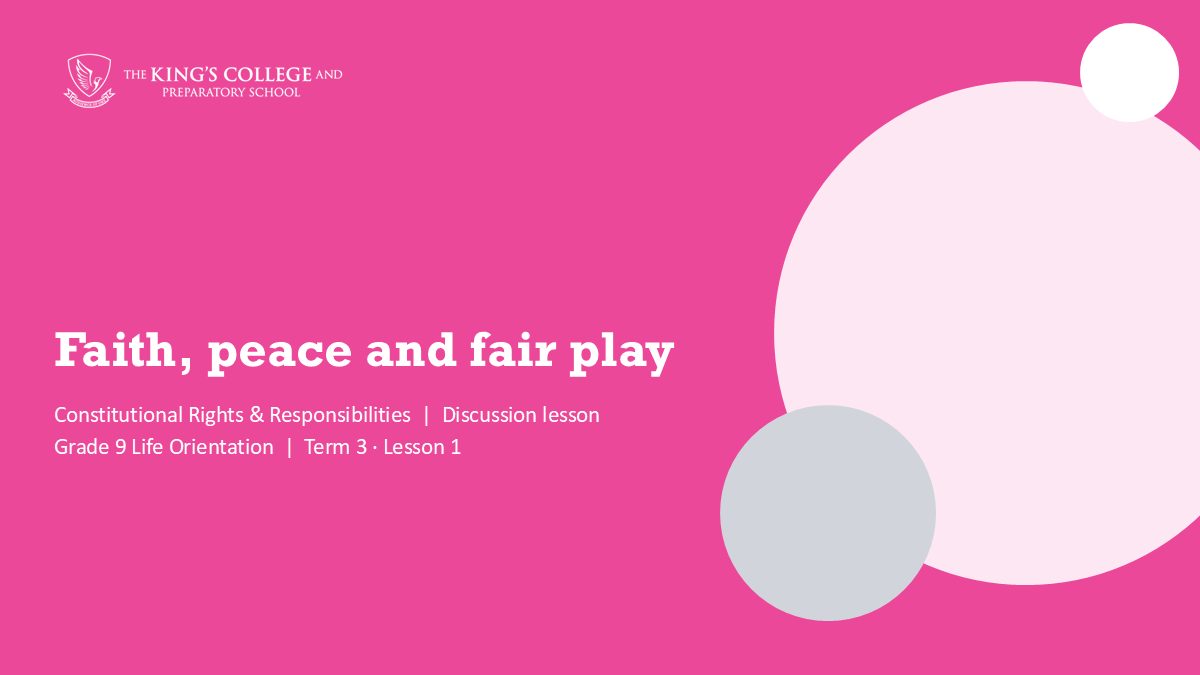 THE KING'S COLLEGE AND
PREPARATORY SCHOOL
Faith, peace and fair play
Constitutional Rights & Responsibilities | Discussion lesson
Grade 9 Life Orientation | Term 3 · Lesson 1